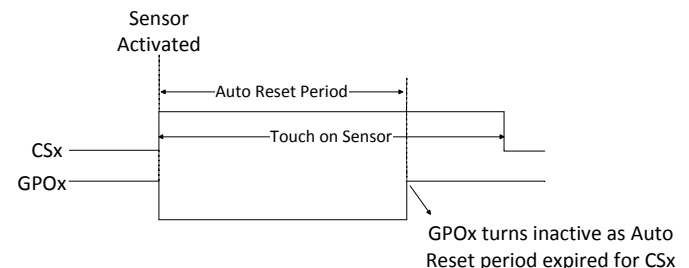 Sensor
Activated
Auto Reset Period
Touch on Sensor
CSx
GPOx
GPOx turns inactive as Auto
Reset period expired for CSx